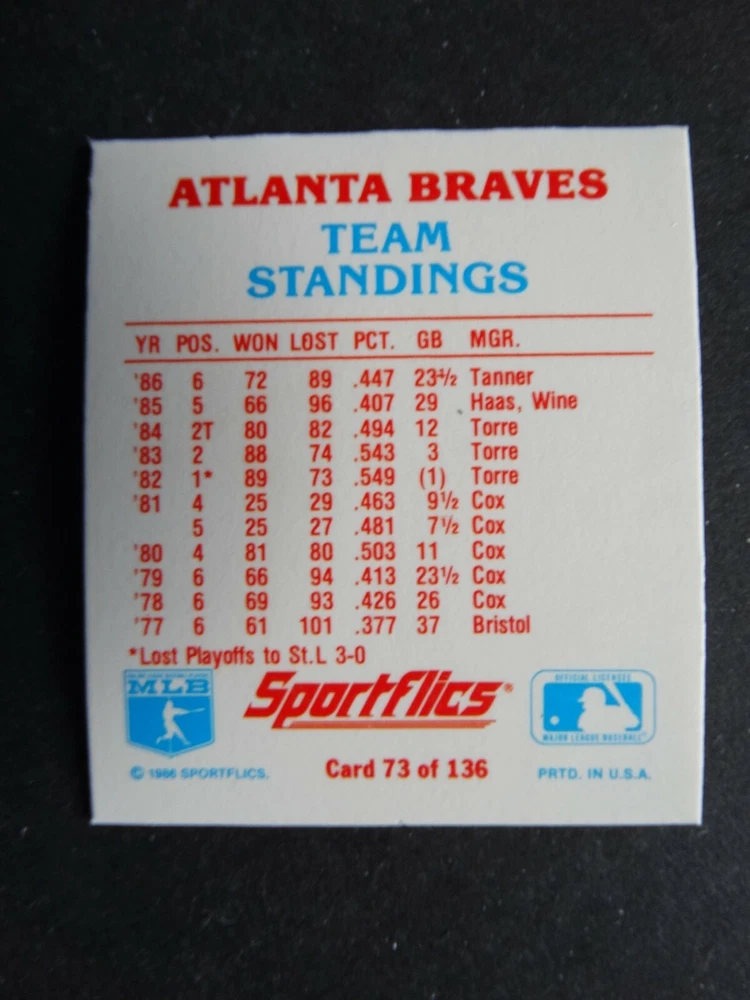 ATLANTA BRAVES
TEAM
STANDINGS
YR POS. WON LOST PCT. GB MGR.
'86 6 72 89 .447 23½ Tanner
'85 5 66 96 .407 29 Haas, Wine
'84 2T 80 82 .494 12 Torre
'83 2 88 74 .543 3 Torre
'82 1* 89 73 .549 (1) Torre
'81 4 25 29 .463 9½ Cox
5 25 27 .481 7½ Cox
'80 4 81 80 .503 11 Cox
'79 6 66 94 .413 23½ Cox
'78 6 69 93 .426 26 Cox
'77 6 61 101 .377 37 Bristol
*Lost Playoffs to St.L 3-0
MLB
Sportflics®
OFFICIAL LICENSEE
MAJOR LEAGUE BASEBALL
© 1986 SPORTFLICS.
Card 73 of 136
PRTD. IN U.S.A.